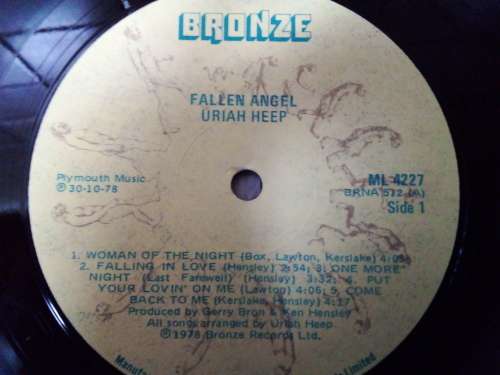 BRONZE
FALLEN ANGEL
URIAH HEEP
Plymouth Music
℗30-10-78
ML 4227
BRNA 512 (A)
Side 1
1. WOMAN OF THE NIGHT (Box, Lawton, Kerslake) 4:05
2. FALLING IN LOVE (Hensley) 2:54; 3. ONE MORE
NIGHT (Last Farewell) (Hensley) 3:32; 4. PUT
YOUR LOVIN' ON ME (Lawton) 4:06; 5. COME
BACK TO ME (Kerslake, Hensley) 4:17
Produced by Gerry Bron & Ken Hensley
All songs arranged by Uriah Heep
℗1978 Bronze Records Ltd.
Limited